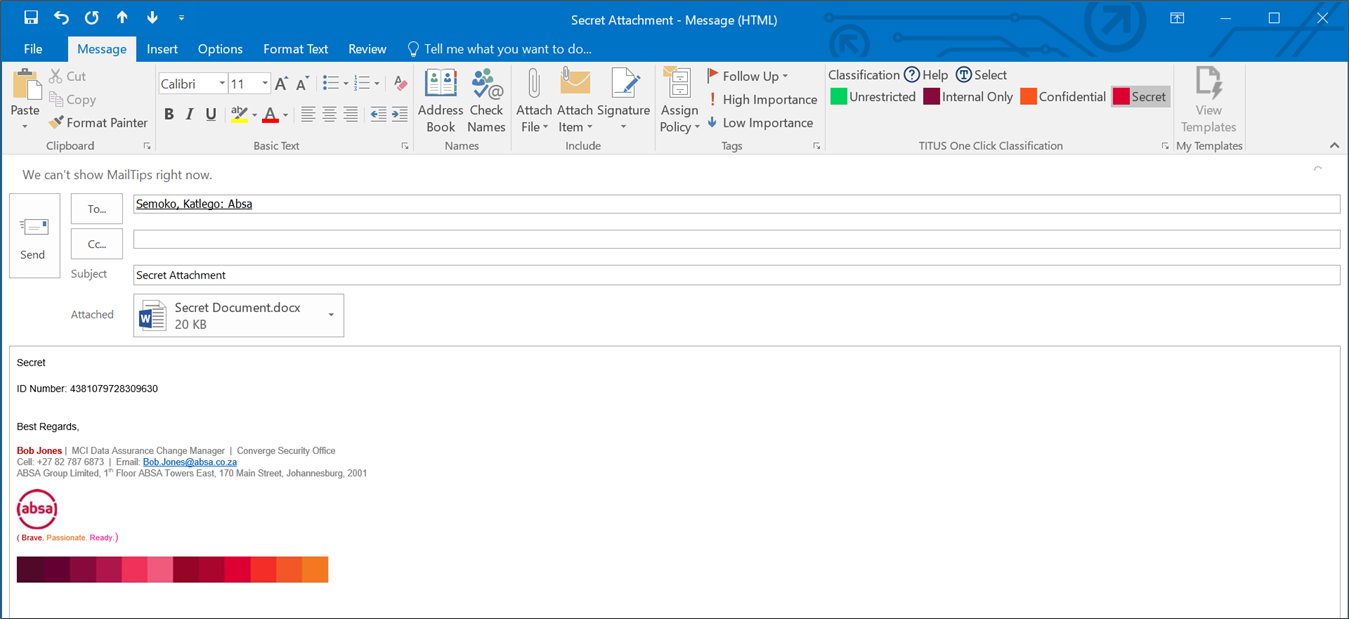 Secret Attachment - Message (HTML)
File Message Insert Options Format Text Review Tell me what you want to do...
Paste
Cut
Copy
Format Painter
Clipboard
Calibri 11
B I U
Basic Text
Address Book
Check Names
Names
Attach File
Attach Item
Signature
Include
Assign Policy
Follow Up
High Importance
Low Importance
Tags
Classification Help Select
Unrestricted Internal Only Confidential Secret
TITUS One Click Classification
View Templates
My Templates
We can't show MailTips right now.
Send
To... Semoko, Katlego: Absa
Cc...
Subject Secret Attachment
Attached Secret Document.docx
20 KB
Secret
ID Number: 4381079728309630
Best Regards,
Bob Jones | MCI Data Assurance Change Manager | Converge Security Office
Cell: +27 82 787 6873 | Email: Bob.Jones@absa.co.za
ABSA Group Limited, 1st Floor ABSA Towers East, 170 Main Street, Johannesburg, 2001
absa
( Brave. Passionate. Ready.)